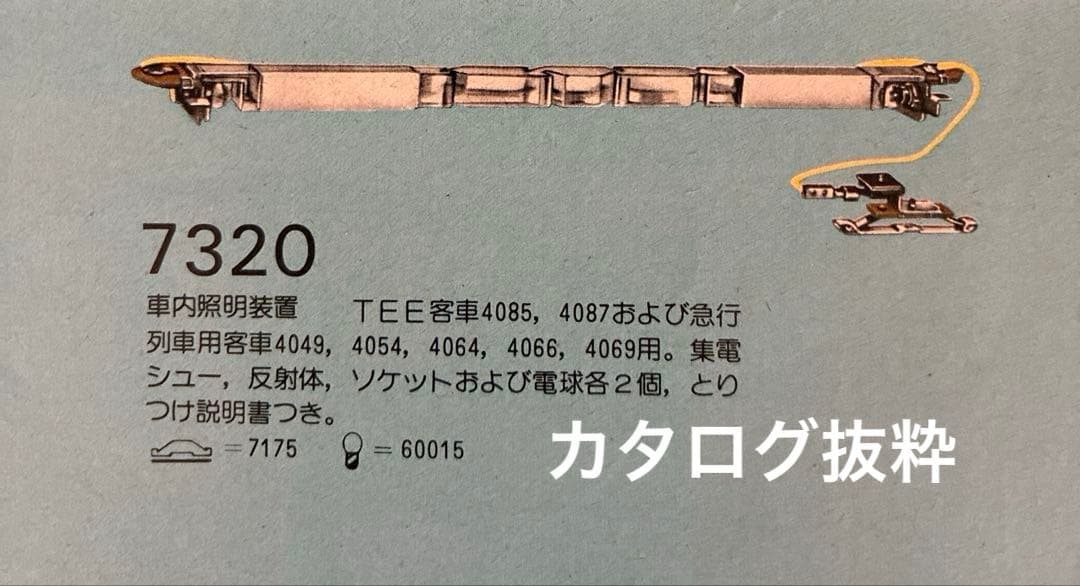 7320
車内照明装置　ＴＥＥ客車4085，4087および急行
列車用客車4049，4054，4064，4066，4069用。集電
シュー，反射体，ソケットおよび電球各２個，とり
つけ説明書つき。
=7175　= 60015
カタログ抜粋